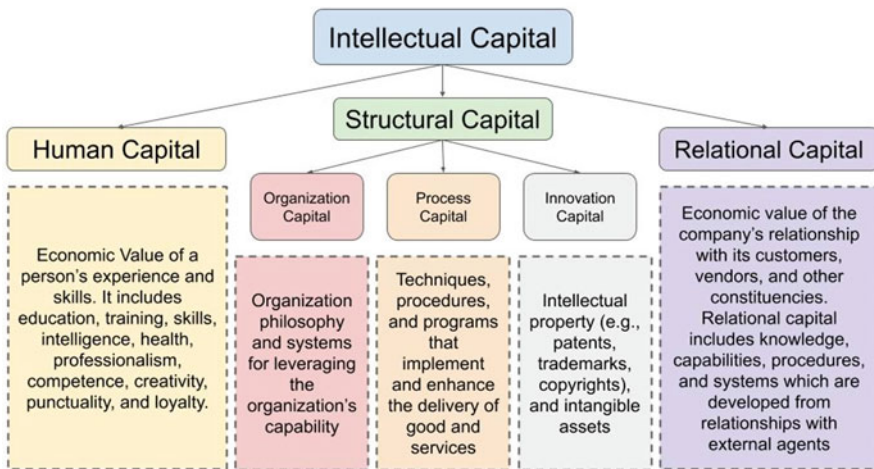 Intellectual Capital
Structural Capital
Human Capital
Relational Capital
Organization
Capital
Process
Capital
Innovation
Capital
Economic Value of a
person's experience and
skills. It includes
education, training, skills,
intelligence, health,
professionalism,
competence, creativity,
punctuality, and loyalty.
Organization
philosophy
and systems
for leveraging
the
organization's
capability
Techniques,
procedures,
and programs
that
implement
and enhance
the delivery of
good and
services
Intellectual
property (e.g.,
patents,
trademarks,
copyrights),
and intangible
assets
Economic value of the
company's relationship
with its customers,
vendors, and other
constituencies.
Relational capital
includes knowledge,
capabilities, procedures,
and systems which are
developed from
relationships with
external agents